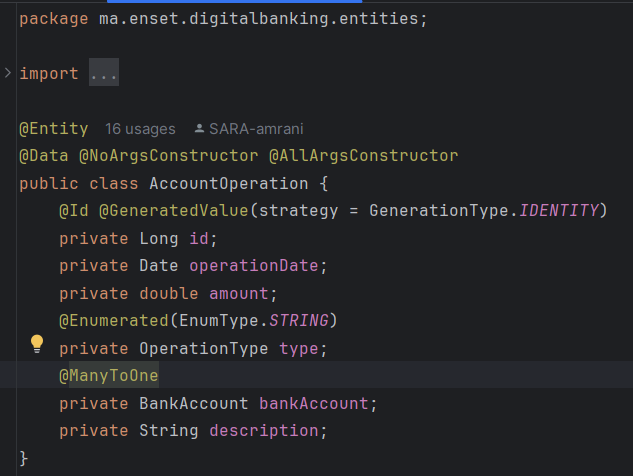 package ma.enset.digitalbanking.entities;
import ...
@Entity 16 usages SARA-amrani
@Data @NoArgsConstructor @AllArgsConstructor
public class AccountOperation {
@Id @GeneratedValue(strategy = GenerationType.IDENTITY)
private Long id;
private Date operationDate;
private double amount;
@Enumerated(EnumType.STRING)
private OperationType type;
@ManyToOne
private BankAccount bankAccount;
private String description;
}